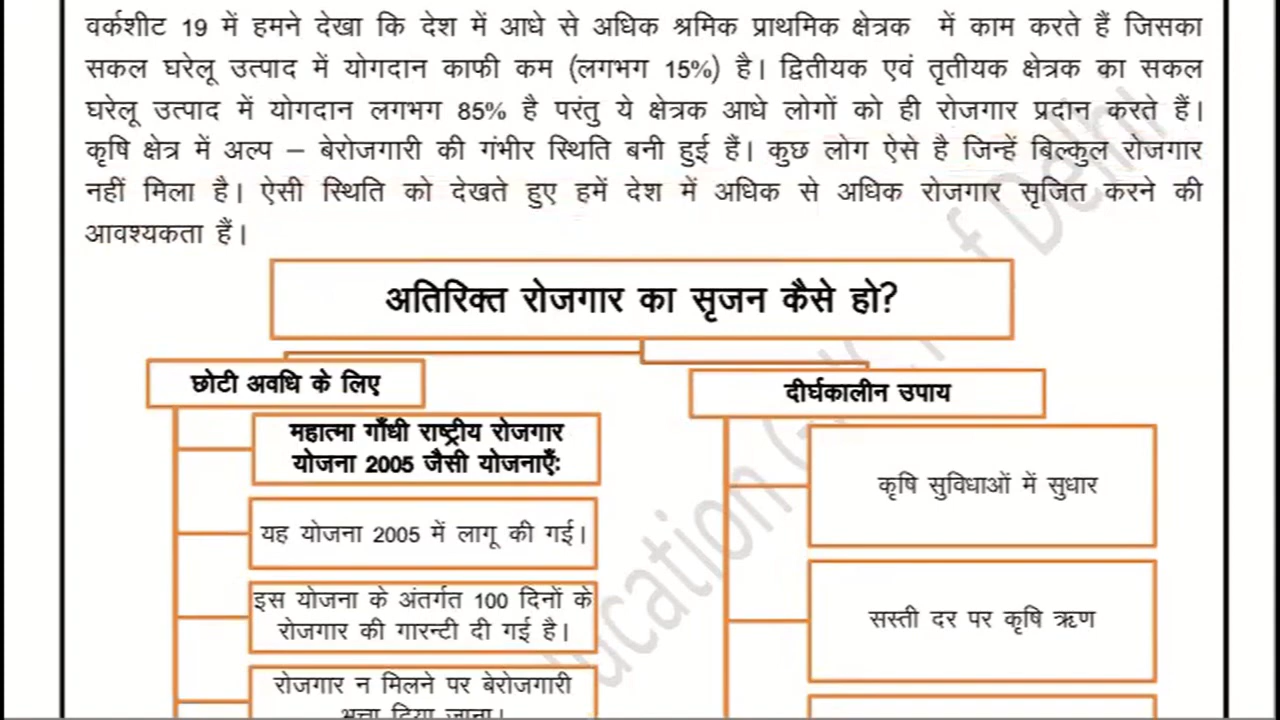 वर्कशीट 19 में हमने देखा कि देश में आधे से अधिक श्रमिक प्राथमिक क्षेत्रक में काम करते हैं जिसका
सकल घरेलू उत्पाद में योगदान काफी कम (लगभग 15%) है। द्वितीयक एवं तृतीयक क्षेत्रक का सकल
घरेलू उत्पाद में योगदान लगभग 85% है परंतु ये क्षेत्रक आधे लोगों को ही रोजगार प्रदान करते हैं।
कृषि क्षेत्र में अल्प – बेरोजगारी की गंभीर स्थिति बनी हुई हैं। कुछ लोग ऐसे है जिन्हें बिल्कुल रोजगार
नहीं मिला है। ऐसी स्थिति को देखते हुए हमें देश में अधिक से अधिक रोजगार सृजित करने की
आवश्यकता हैं।
अतिरिक्त रोजगार का सृजन कैसे हो?
छोटी अवधि के लिए
महात्मा गाँधी राष्ट्रीय रोजगार
योजना 2005 जैसी योजनाएँः
यह योजना 2005 में लागू की गई।
इस योजना के अंतर्गत 100 दिनों के
रोजगार की गारन्टी दी गई है।
रोजगार न मिलने पर बेरोजगारी
भत्ता दिया जाना।
दीर्घकालीन उपाय
कृषि सुविधाओं में सुधार
सस्ती दर पर कृषि ऋण